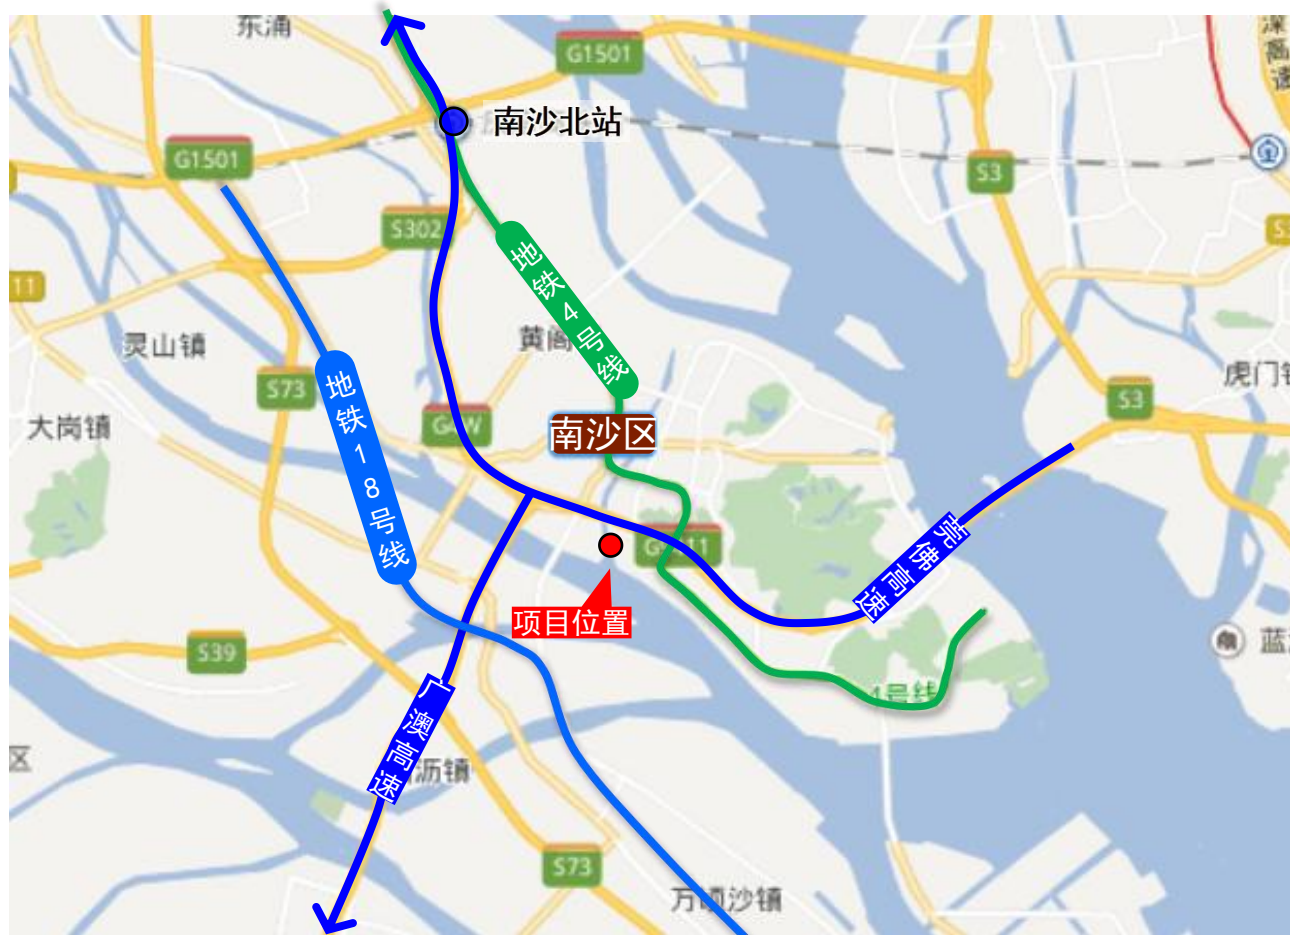 东涌
G1501
南沙北站
G1501
S3
S302
地铁4号线
11
灵山镇
黄阁
虎门
S73
地铁18号线
S3
大岗镇
南沙区
莞佛高速
项目位置
S39
4号线
广澳高速
区
沥镇
S73
万顷沙镇